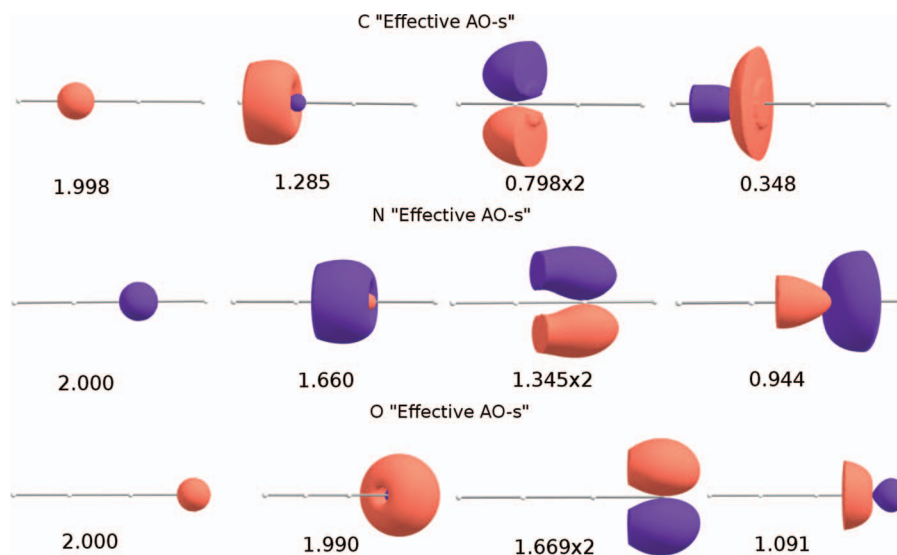 C "Effective AO-s"
1.998 1.285 0.798x2 0.348
N "Effective AO-s"
2.000 1.660 1.345x2 0.944
O "Effective AO-s"
2.000 1.990 1.669x2 1.091